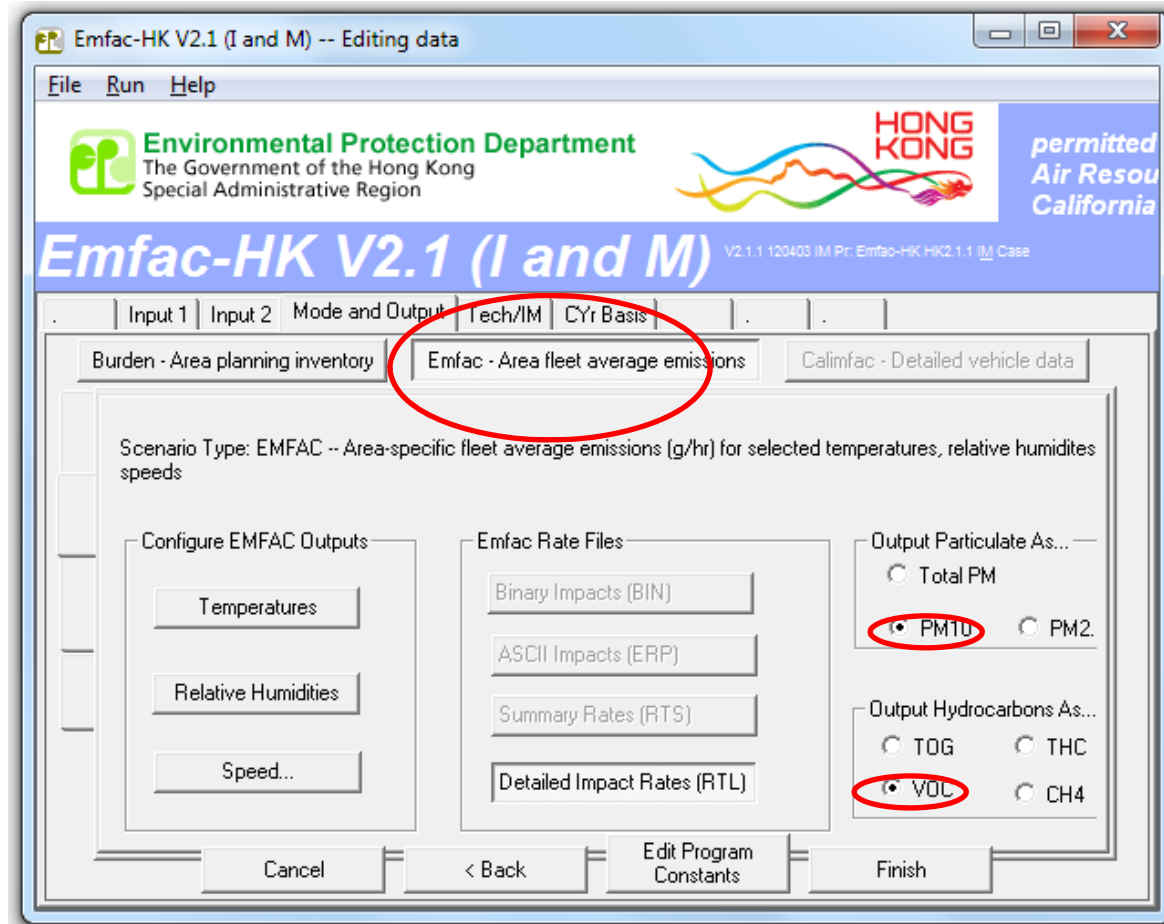 Emfac-HK V2.1 (I and M) -- Editing data
File Run Help
Environmental Protection Department
The Government of the Hong Kong
Special Administrative Region
HONG
KONG
permitted
Air Resou
California
Emfac-HK V2.1 (I and M)
V2.1.1 120403 IM Pr: Emfac-HK HK2.1.1 IM Case
. Input 1 Input 2 Mode and Output Tech/IM CYr Basis . .
Burden - Area planning inventory
Emfac - Area fleet average emissions
Calimfac - Detailed vehicle data
Scenario Type: EMFAC -- Area-specific fleet average emissions (g/hr) for selected temperatures, relative humidites
speeds
Configure EMFAC Outputs
Temperatures
Relative Humidities
Speed...
Emfac Rate Files
Binary Impacts (BIN)
ASCII Impacts (ERP)
Summary Rates (RTS)
Detailed Impact Rates (RTL)
Output Particulate As...
Total PM
PM10 PM2.
Output Hydrocarbons As...
TOG THC
VOC CH4
Cancel
< Back
Edit Program
Constants
Finish